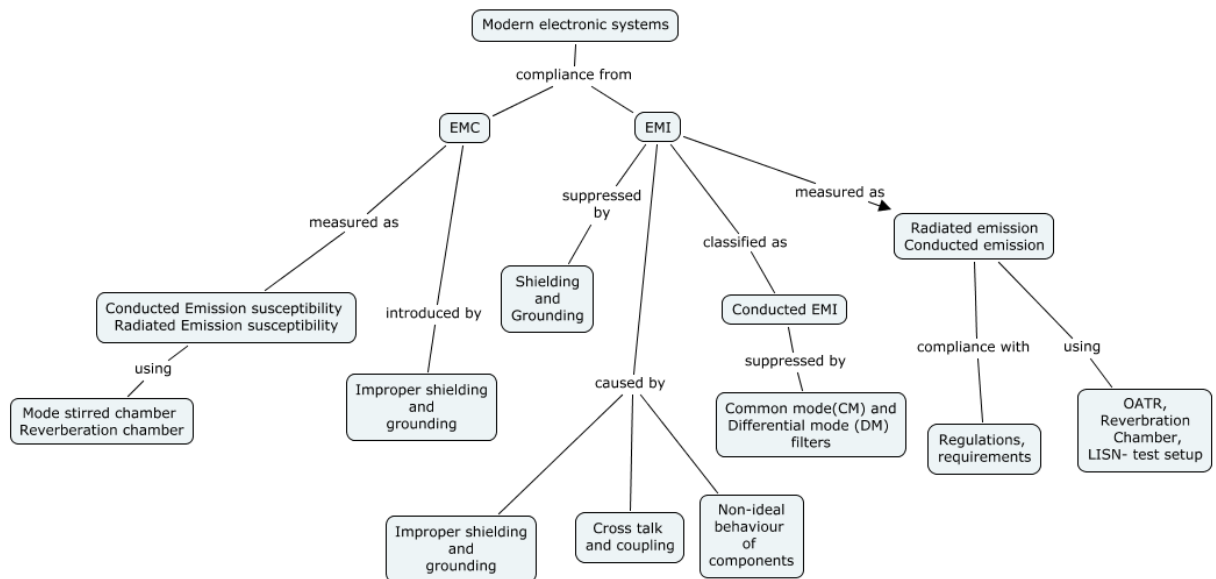 Modern electronic systems
compliance from
EMC
EMI
suppressed
by
measured as
measured as
classified as
Radiated emission
Conducted emission
Shielding
and
Grounding
Conducted Emission susceptibility
Radiated Emission susceptibility
introduced by
Conducted EMI
using
compliance with
using
suppressed by
caused by
Mode stirred chamber
Reverberation chamber
Improper shielding
and
grounding
Common mode(CM) and
Differential mode (DM)
filters
Regulations,
requirements
OATR,
Reverbration
Chamber,
LISN- test setup
Improper shielding
and
grounding
Cross talk
and coupling
Non-ideal
behaviour
of
components